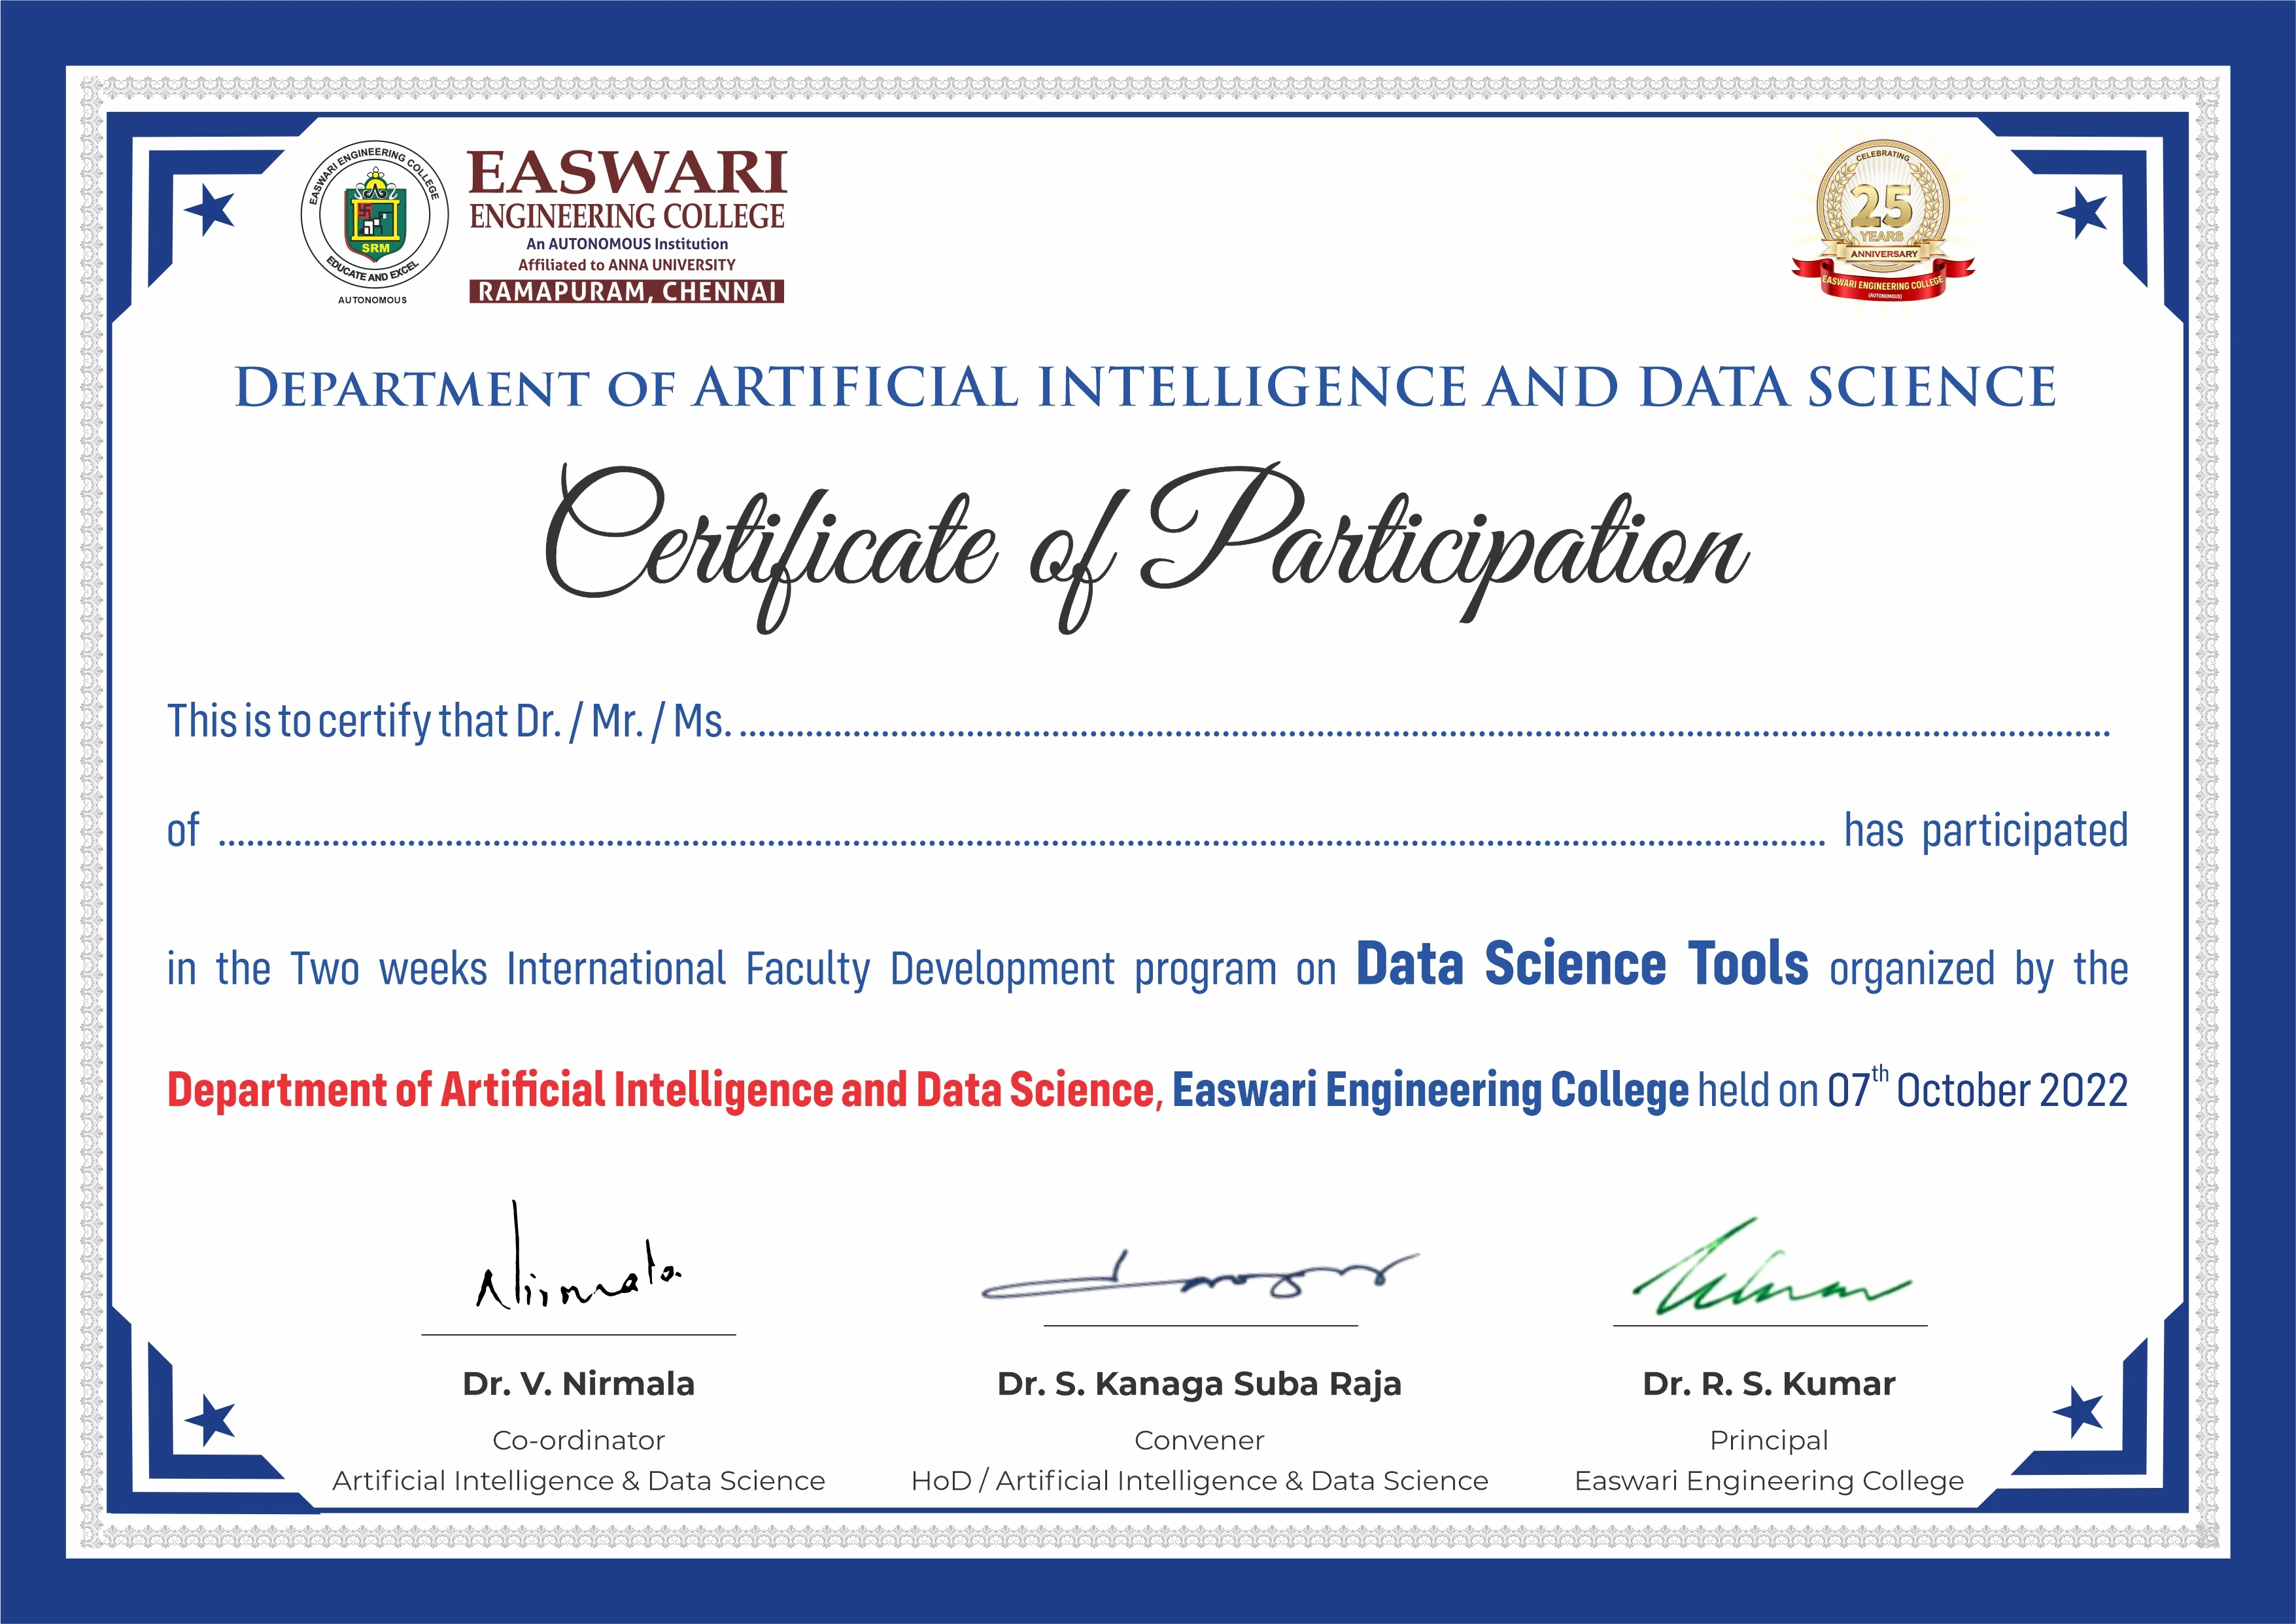 EASWARI ENGINEERING COLLEGE
SRM
EDUCATE AND EXCEL
AUTONOMOUS
EASWARI
ENGINEERING COLLEGE
An AUTONOMOUS Institution
Affiliated to ANNA UNIVERSITY
RAMAPURAM, CHENNAI
CELEBRATING
25
YEARS
ANNIVERSARY
EASWARI ENGINEERING COLLEGE
(AUTONOMOUS)
DEPARTMENT OF ARTIFICIAL INTELLIGENCE AND DATA SCIENCE
Certificate of Participation
This is to certify that Dr. / Mr. / Ms. ........................................................................
of ........................................................................ has participated
in the Two weeks International Faculty Development program on Data Science Tools organized by the
Department of Artificial Intelligence and Data Science, Easwari Engineering College held on 07th October 2022
Nirmala
Dr. V. Nirmala
Co-ordinator
Artificial Intelligence & Data Science
Dr. S. Kanaga Suba Raja
Convener
HoD / Artificial Intelligence & Data Science
Dr. R. S. Kumar
Principal
Easwari Engineering College